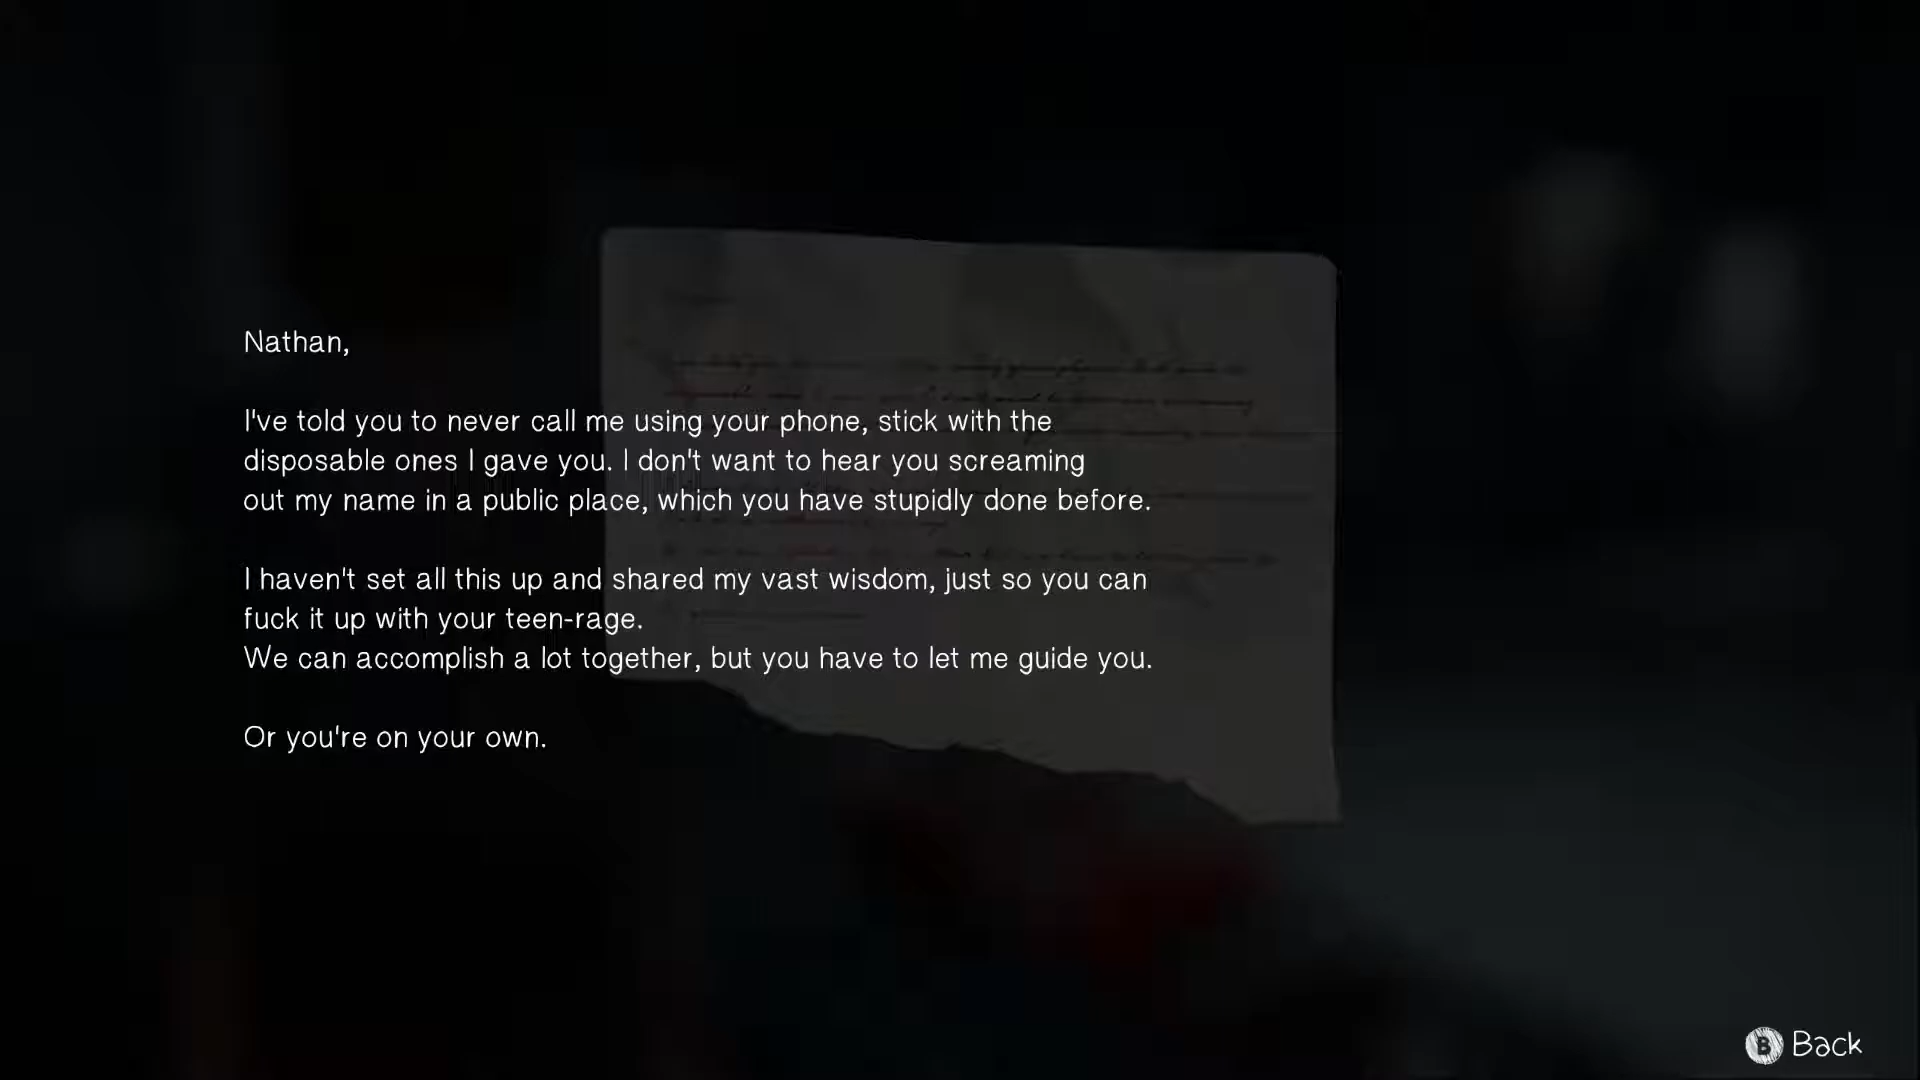 Nathan,
I've told you to never call me using your phone, stick with the
disposable ones I gave you. I don't want to hear you screaming
out my name in a public place, which you have stupidly done before.
I haven't set all this up and shared my vast wisdom, just so you can
fuck it up with your teen-rage.
We can accomplish a lot together, but you have to let me guide you.
Or you're on your own.
B Back